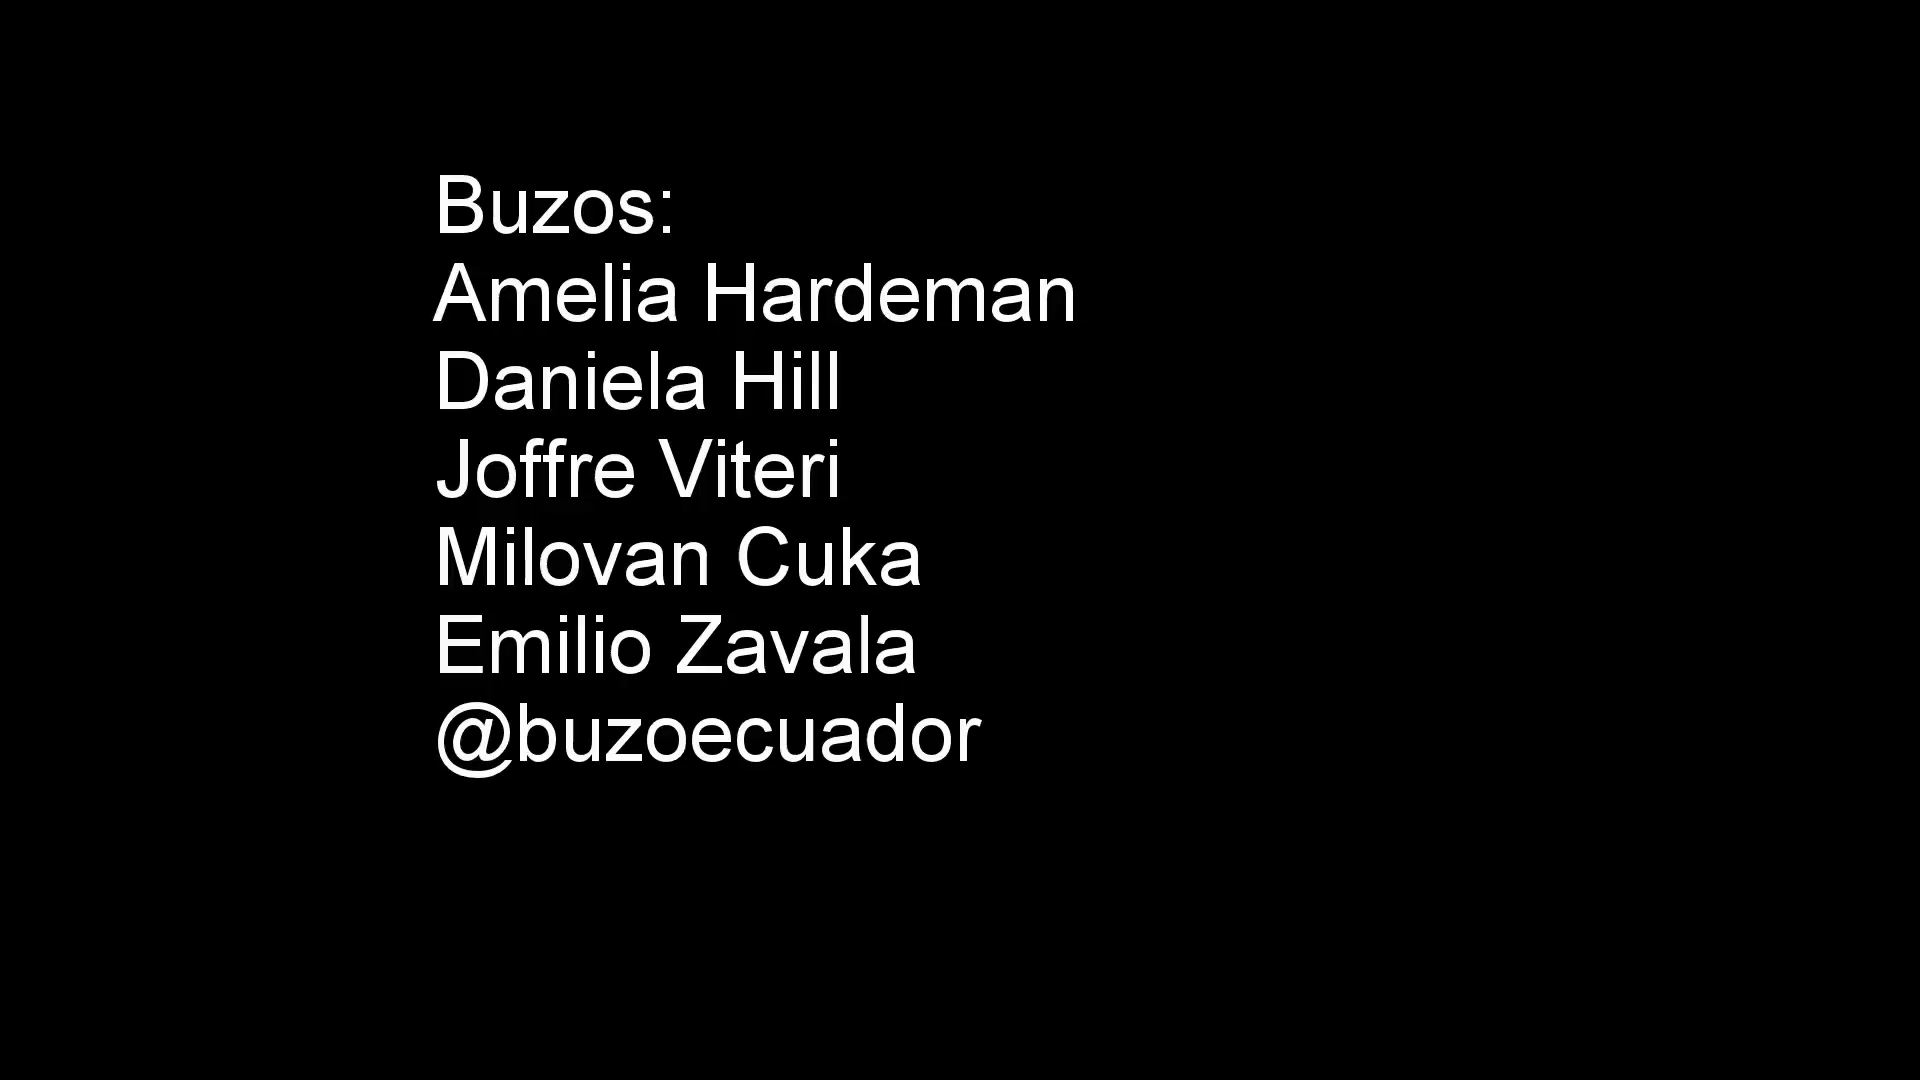 Buzos:
Amelia Hardeman
Daniela Hill
Joffre Viteri
Milovan Cuka
Emilio Zavala
@buzoecuador